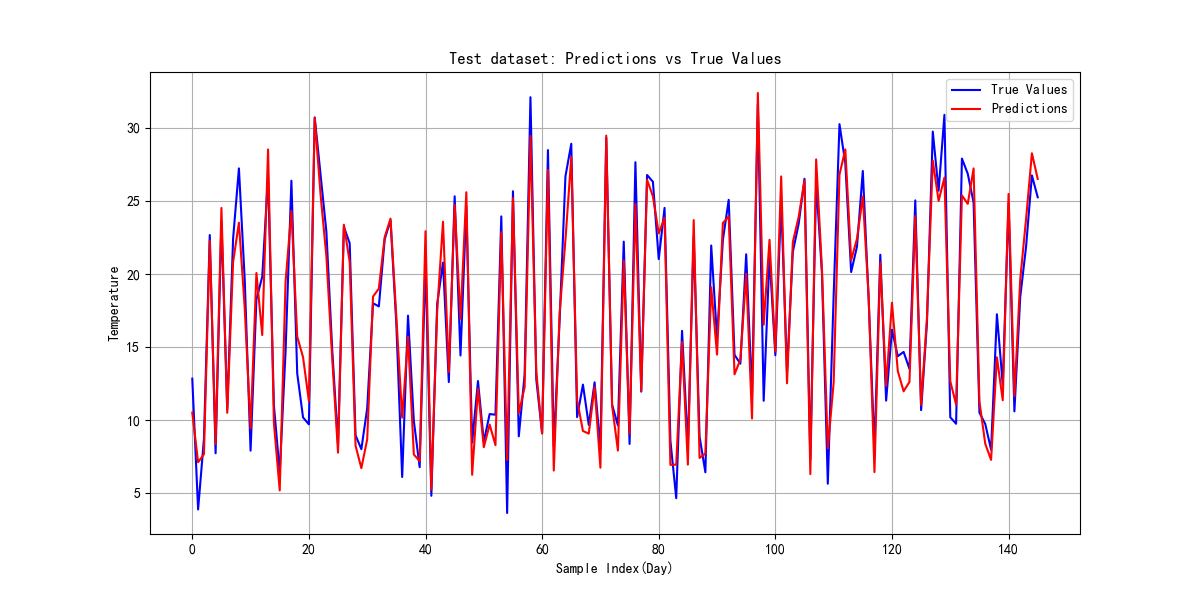 Test dataset: Predictions vs True Values
True Values
Predictions
Temperature
30
25
20
15
10
5
0 20 40 60 80 100 120 140
Sample Index(Day)